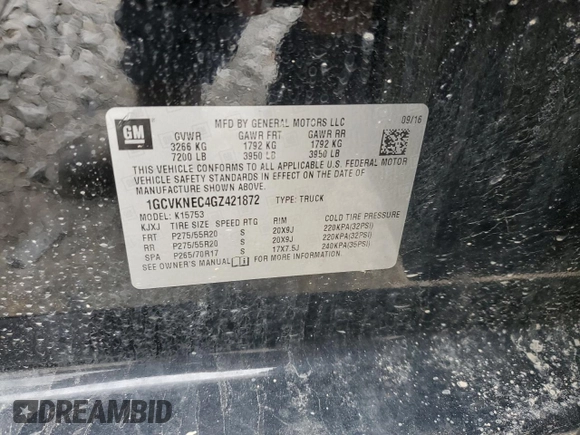 GM
MFD BY GENERAL MOTORS LLC 09/16
GVWR GAWR FRT GAWR RR
3266 KG 1792 KG 1792 KG
7200 LB 3950 LB 3950 LB
THIS VEHICLE CONFORMS TO ALL APPLICABLE U.S. FEDERAL MOTOR
VEHICLE SAFETY STANDARDS IN EFFECT ON THE DATE OF
MANUFACTURE SHOWN ABOVE.
1GCVKNEC4GZ421872 TYPE: TRUCK
MODEL: K15753
KJXJ TIRE SIZE SPEED RTG RIM COLD TIRE PRESSURE
FRT P275/55R20 S 20X9J 220KPA(32PSI)
RR P275/55R20 S 20X9J 220KPA(32PSI)
SPA P265/70R17 S 17X7.5J 240KPA(35PSI)
SEE OWNER'S MANUAL FOR MORE INFORMATION
DREAMBID